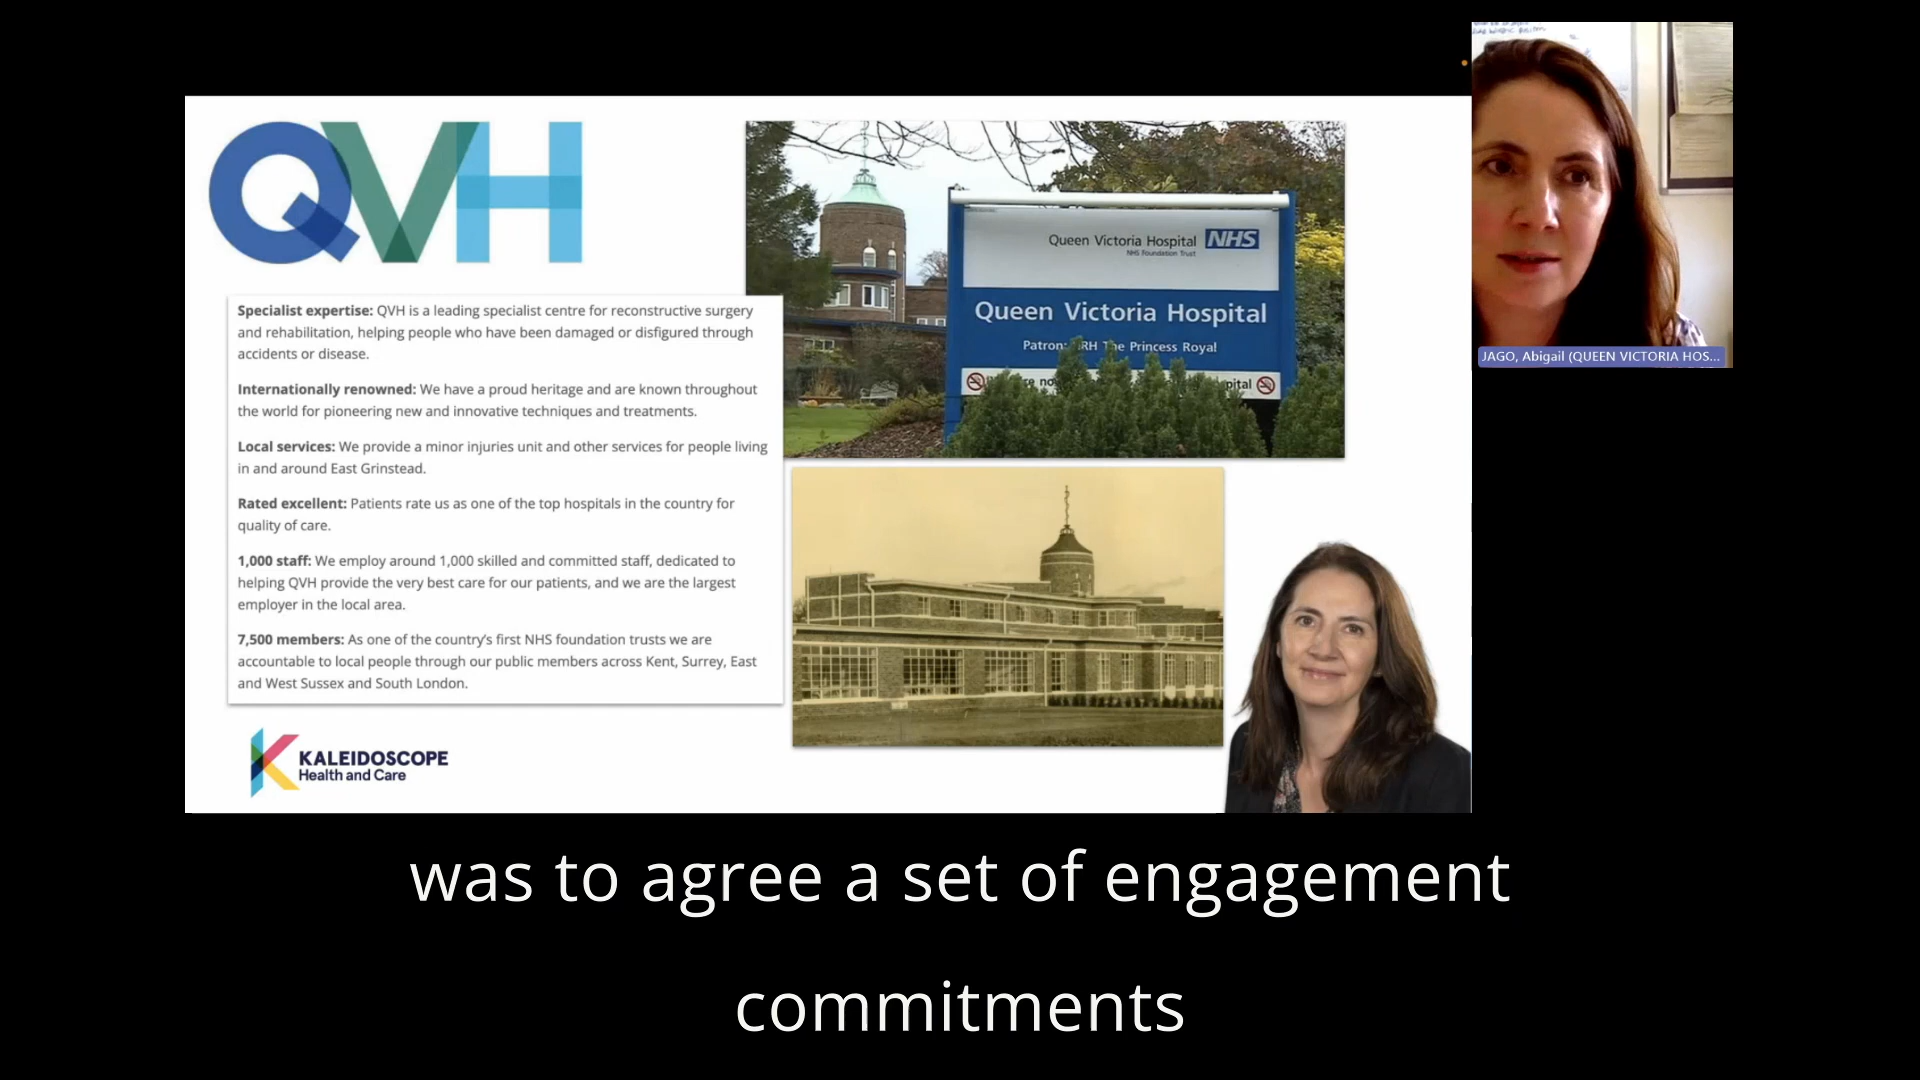 QVH
Specialist expertise: QVH is a leading specialist centre for reconstructive surgery
and rehabilitation, helping people who have been damaged or disfigured through
accidents or disease.
Internationally renowned: We have a proud heritage and are known throughout
the world for pioneering new and innovative techniques and treatments.
Local services: We provide a minor injuries unit and other services for people living
in and around East Grinstead.
Rated excellent: Patients rate us as one of the top hospitals in the country for
quality of care.
1,000 staff: We employ around 1,000 skilled and committed staff, dedicated to
helping QVH provide the very best care for our patients, and we are the largest
employer in the local area.
7,500 members: As one of the country's first NHS foundation trusts we are
accountable to local people through our public members across Kent, Surrey, East
and West Sussex and South London.
KALEIDOSCOPE
Health and Care
Queen Victoria Hospital NHS
NHS Foundation Trust
Queen Victoria Hospital
Patron: HRH The Princess Royal
JAGO, Abigail (QUEEN VICTORIA HOS...
was to agree a set of engagement
commitments